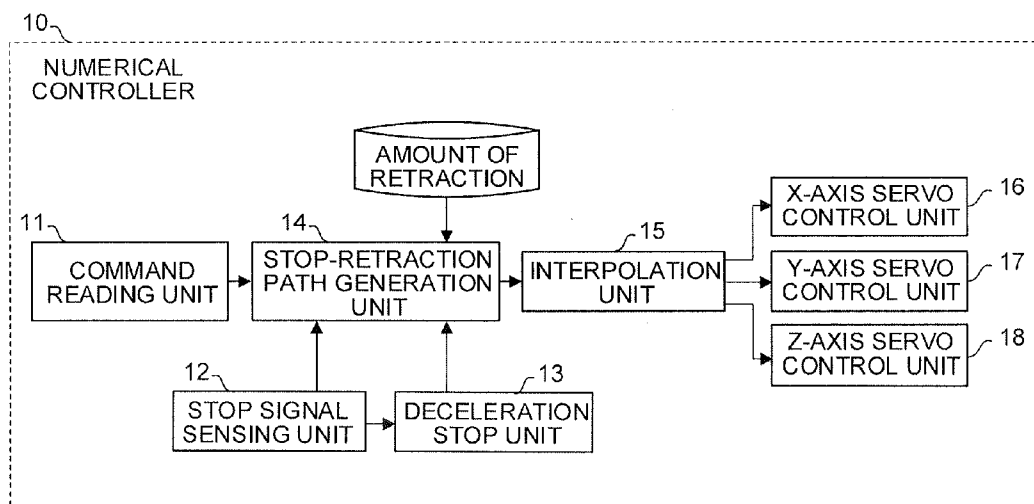 10
NUMERICAL
CONTROLLER
AMOUNT OF
RETRACTION
11
COMMAND
READING UNIT
14
STOP-RETRACTION
PATH GENERATION
UNIT
15
INTERPOLATION
UNIT
X-AXIS SERVO
CONTROL UNIT
16
Y-AXIS SERVO
CONTROL UNIT
17
Z-AXIS SERVO
CONTROL UNIT
18
12
STOP SIGNAL
SENSING UNIT
13
DECELERATION
STOP UNIT